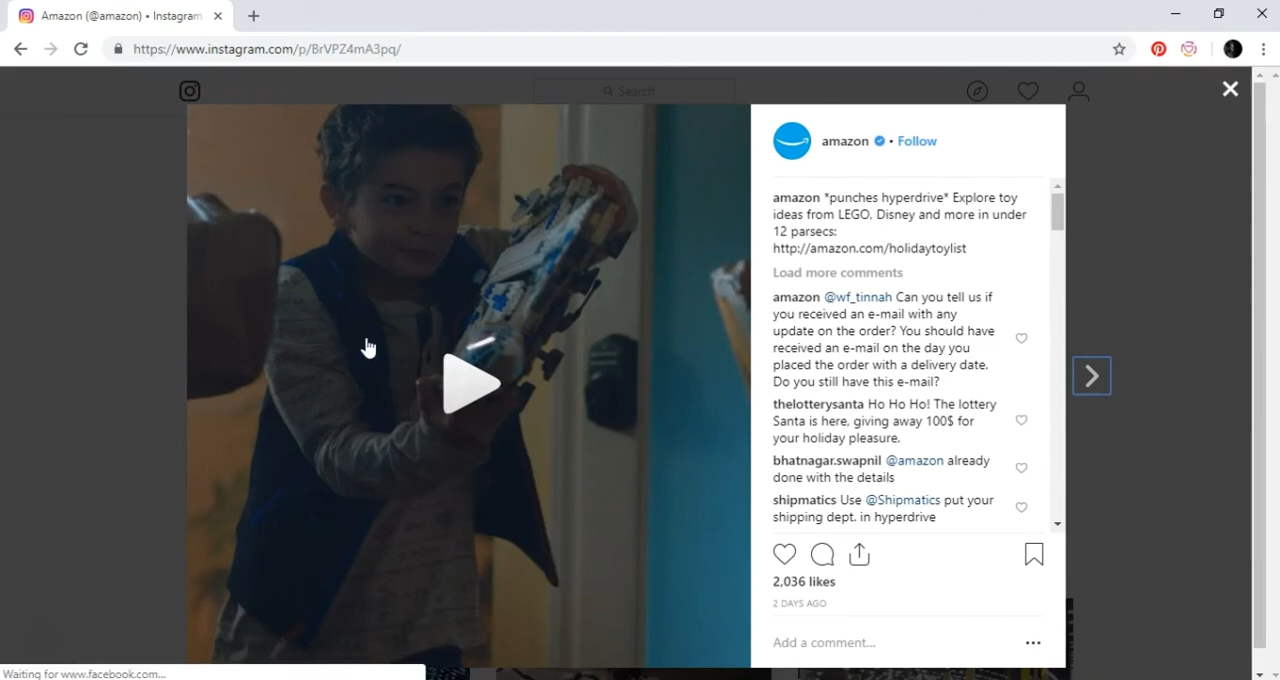 Amazon (@amazon) • Instagram
https://www.instagram.com/p/BrVPZ4mA3pq/
Search
amazon • Follow
amazon *punches hyperdrive* Explore toy
ideas from LEGO, Disney and more in under
12 parsecs:
http://amazon.com/holidaytoylist
Load more comments
amazon @wf_tinnah Can you tell us if
you received an e-mail with any
update on the order? You should have
received an e-mail on the day you
placed the order with a delivery date.
Do you still have this e-mail?
thelotterysanta Ho Ho Ho! The lottery
Santa is here, giving away 100$ for
your holiday pleasure.
bhatnagar.swapnil @amazon already
done with the details
shipmatics Use @Shipmatics put your
shipping dept. in hyperdrive
2,036 likes
2 DAYS AGO
Add a comment...
Waiting for www.facebook.com...